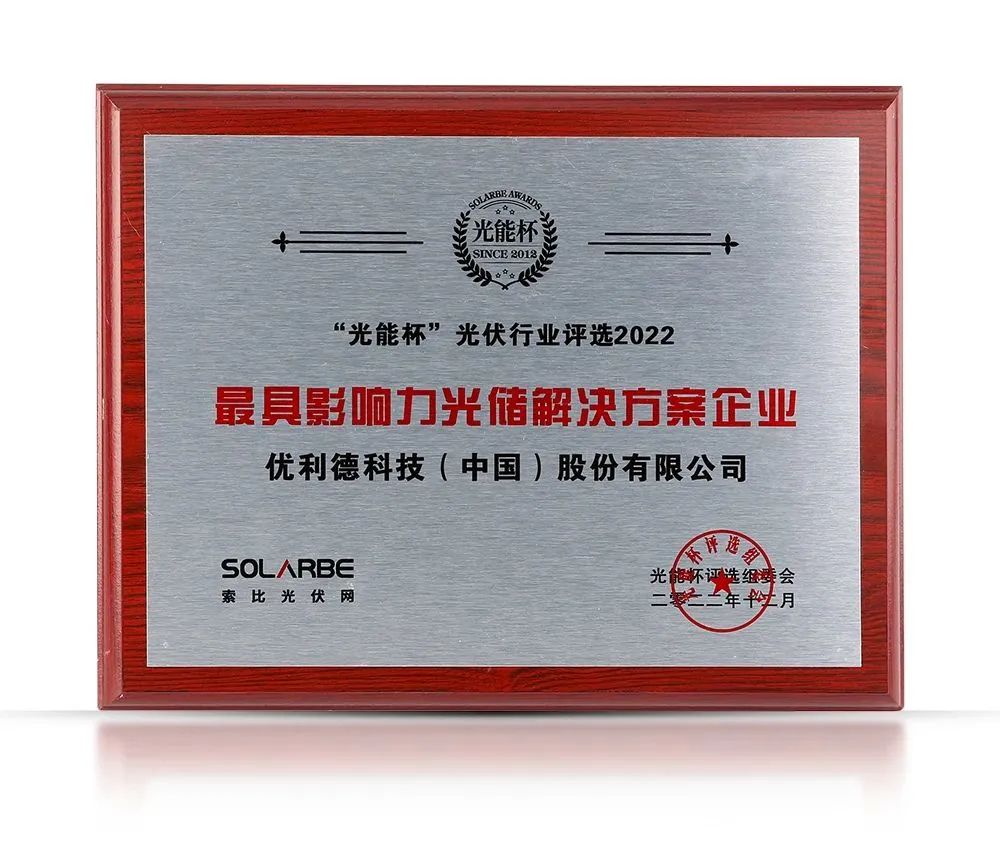 SOLARBE AWARDS
光能杯
SINCE 2012
“光能杯”光伏行业评选2022
最具影响力光储解决方案企业
优利德科技（中国）股份有限公司
SOLARBE
索比光伏网
光能杯评选组委会
二零二二年十二月